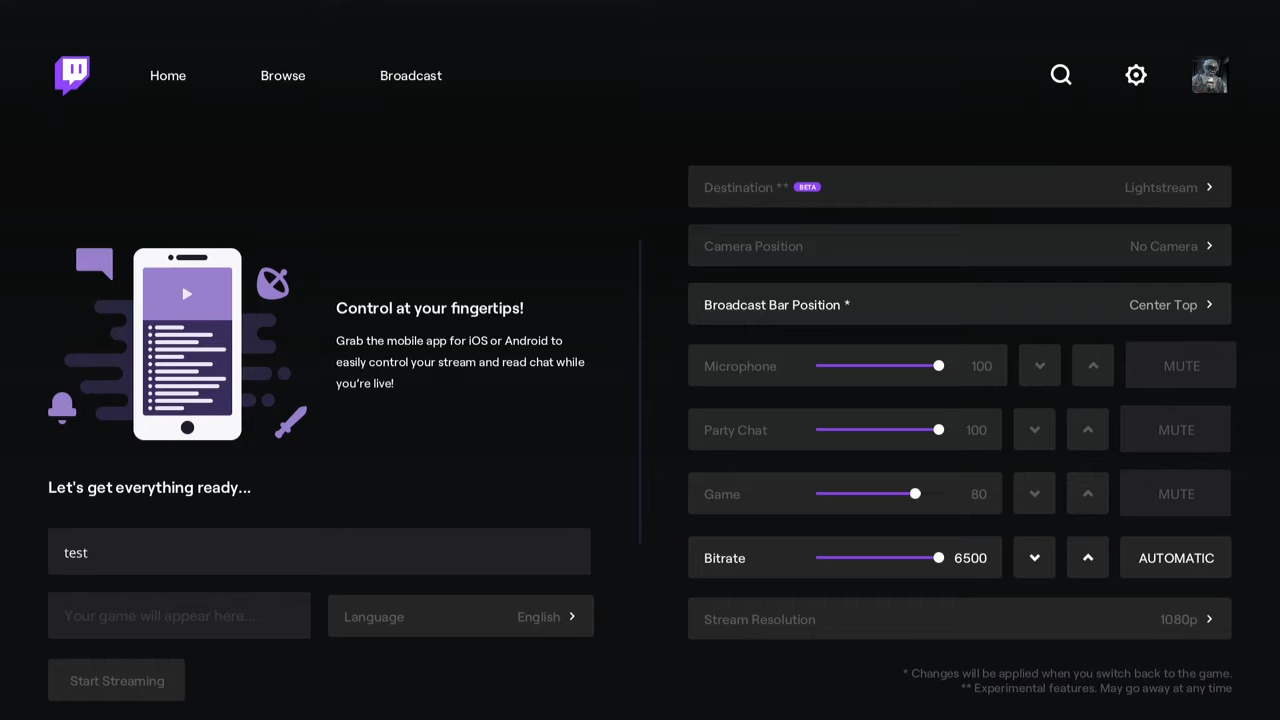 Home
Browse
Broadcast
Control at your fingertips!
Grab the mobile app for iOS or Android to
easily control your stream and read chat while
you're live!
Let's get everything ready...
test
Your game will appear here...
Language English
Start Streaming
Destination ** BETA Lightstream
Camera Position No Camera
Broadcast Bar Position * Center Top
Microphone 100 MUTE
Party Chat 100 MUTE
Game 80 MUTE
Bitrate 6500 AUTOMATIC
Stream Resolution 1080p
* Changes will be applied when you switch back to the game.
** Experimental features. May go away at any time